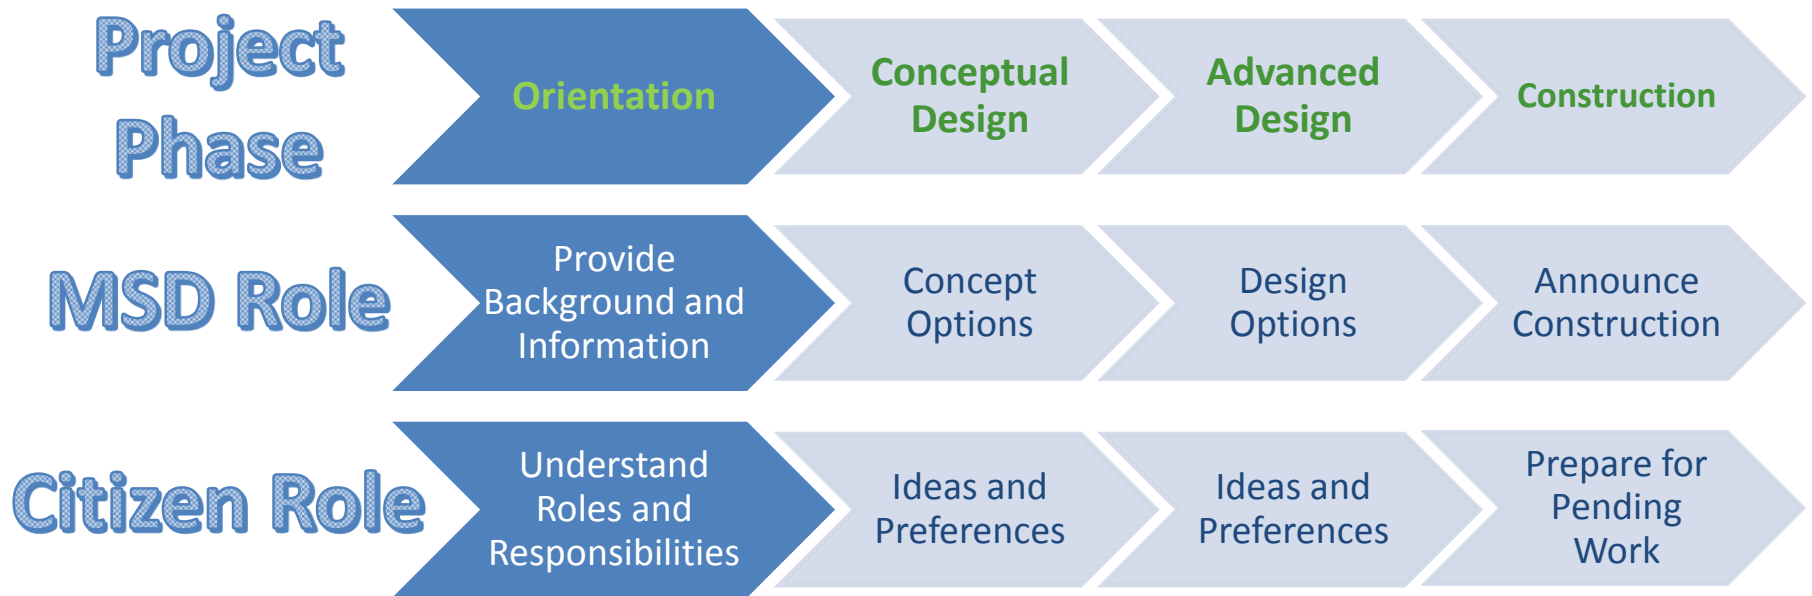 Project
Phase
Orientation
Conceptual
Design
Advanced
Design
Construction
MSD Role
Provide
Background and
Information
Concept
Options
Design
Options
Announce
Construction
Citizen Role
Understand
Roles and
Responsibilities
Ideas and
Preferences
Ideas and
Preferences
Prepare for
Pending
Work